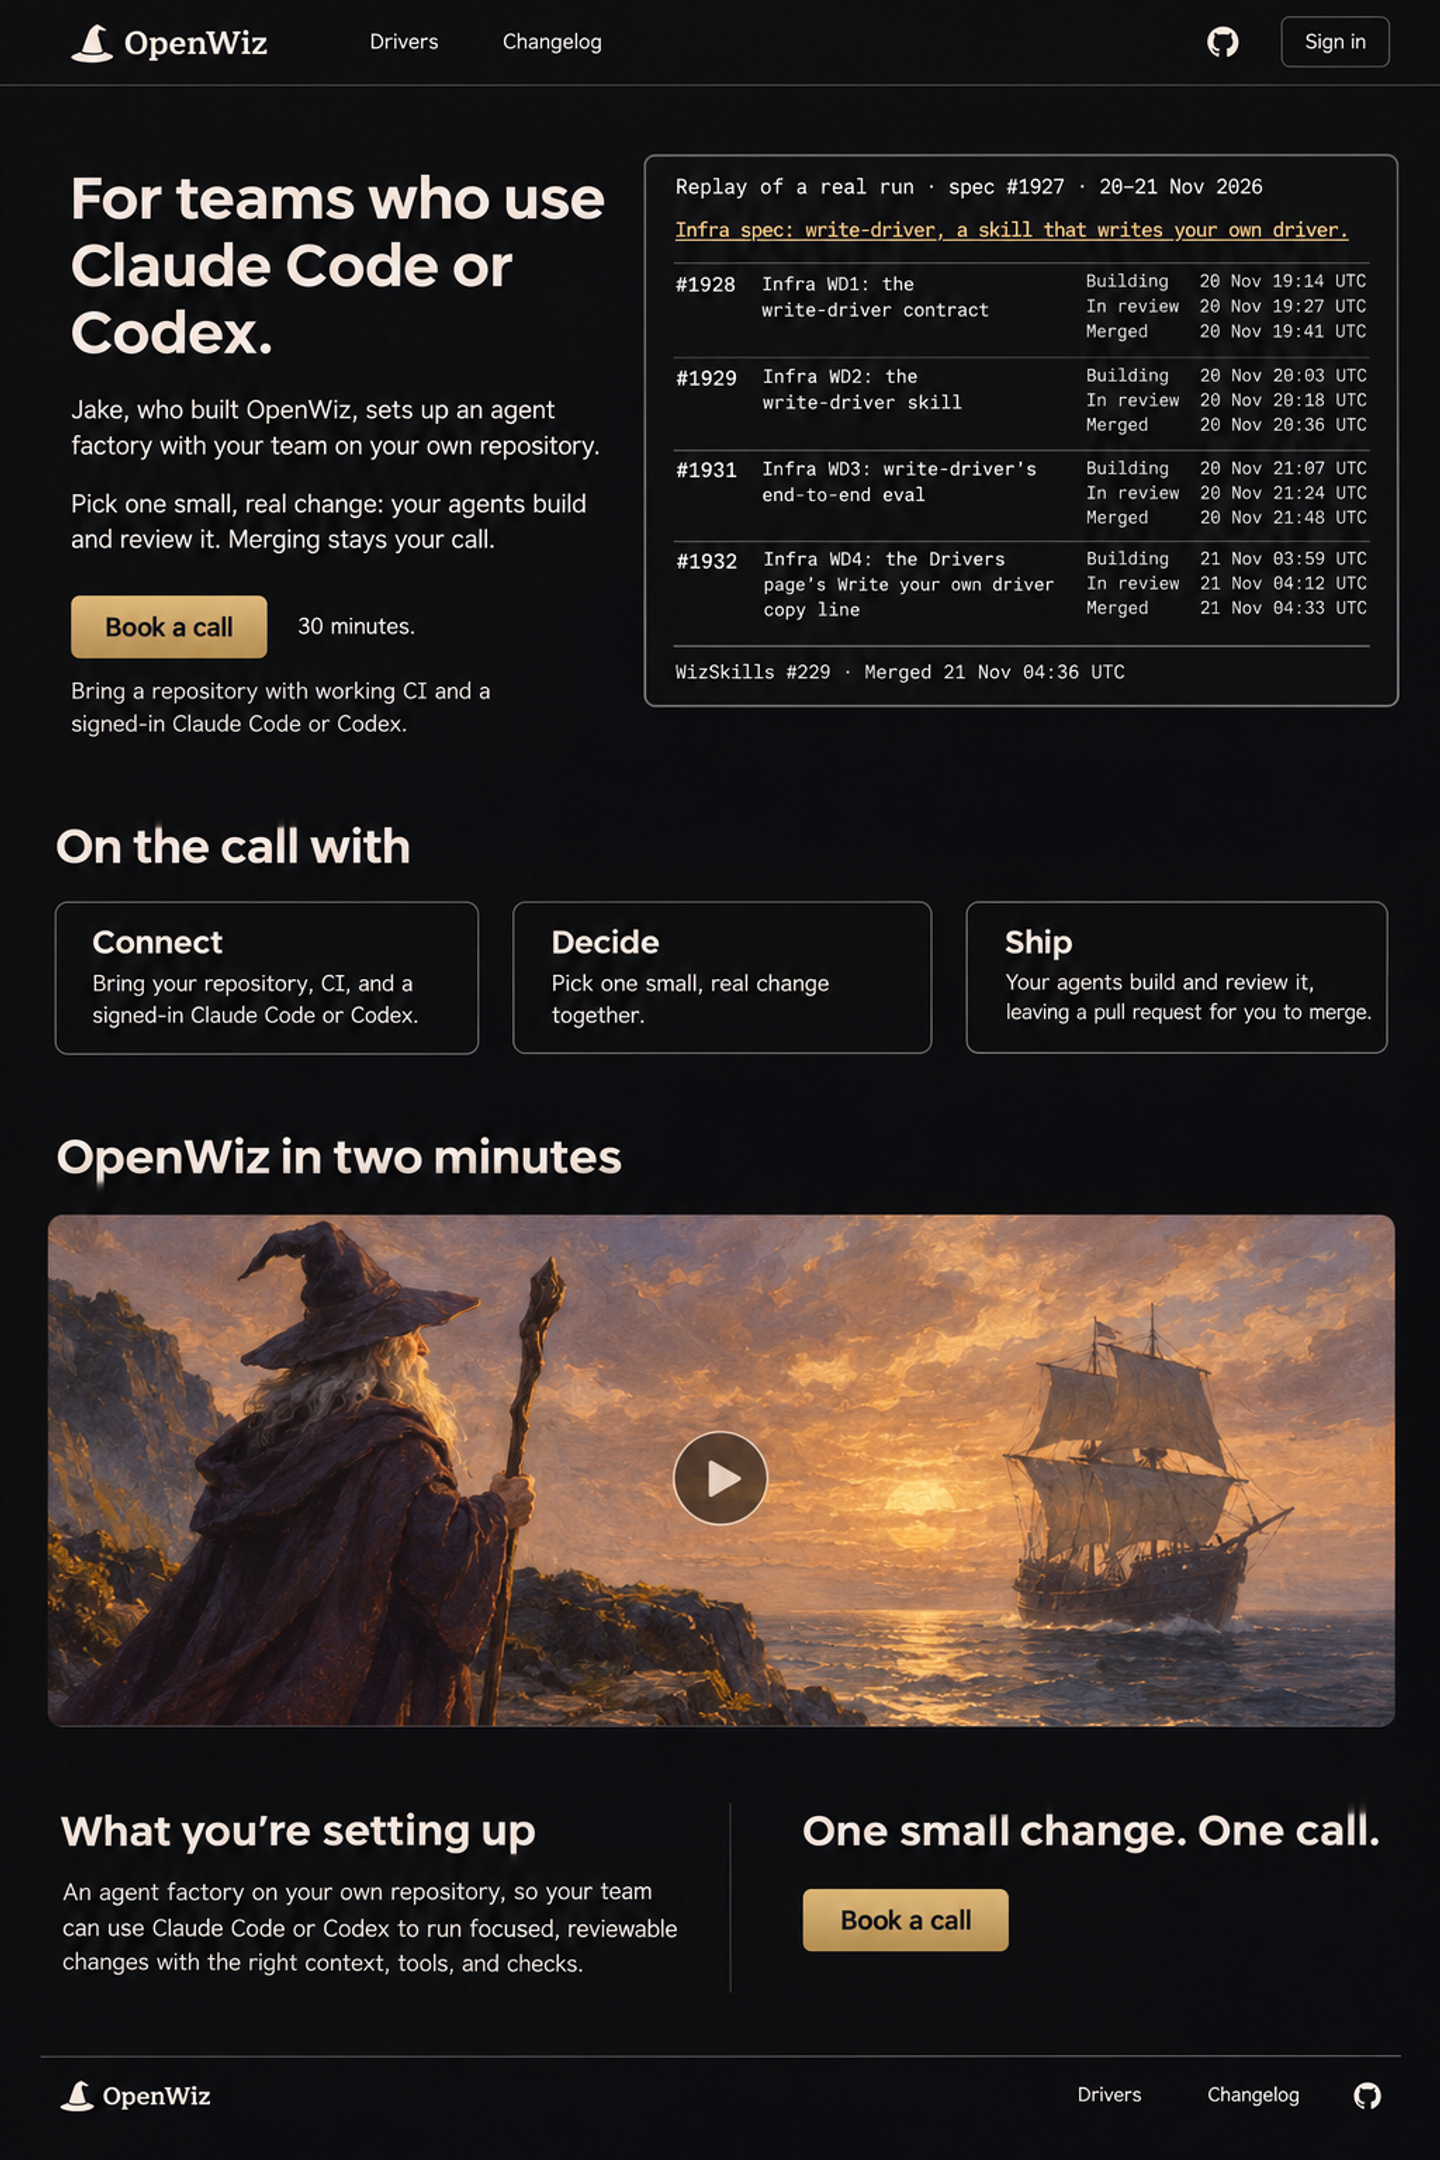 OpenWiz
Drivers
Changelog
Sign in
For teams who use
Claude Code or
Codex.
Jake, who built OpenWiz, sets up an agent
factory with your team on your own repository.
Pick one small, real change: your agents build
and review it. Merging stays your call.
Book a call
30 minutes.
Bring a repository with working CI and a
signed-in Claude Code or Codex.
Replay of a real run · spec #1927 · 20–21 Nov 2026
Infra spec: write-driver, a skill that writes your own driver.
#1928
Infra WD1: the
write-driver contract
Building 20 Nov 19:14 UTC
In review 20 Nov 19:27 UTC
Merged 20 Nov 19:41 UTC
#1929
Infra WD2: the
write-driver skill
Building 20 Nov 20:03 UTC
In review 20 Nov 20:18 UTC
Merged 20 Nov 20:36 UTC
#1931
Infra WD3: write-driver's
end-to-end eval
Building 20 Nov 21:07 UTC
In review 20 Nov 21:24 UTC
Merged 20 Nov 21:48 UTC
#1932
Infra WD4: the Drivers
page's Write your own driver
copy line
Building 21 Nov 03:59 UTC
In review 21 Nov 04:12 UTC
Merged 21 Nov 04:33 UTC
WizSkills #229 · Merged 21 Nov 04:36 UTC
On the call with
Connect
Bring your repository, CI, and a
signed-in Claude Code or Codex.
Decide
Pick one small, real change
together.
Ship
Your agents build and review it,
leaving a pull request for you to merge.
OpenWiz in two minutes
What you're setting up
An agent factory on your own repository, so your team
can use Claude Code or Codex to run focused, reviewable
changes with the right context, tools, and checks.
One small change. One call.
Book a call
OpenWiz
Drivers
Changelog